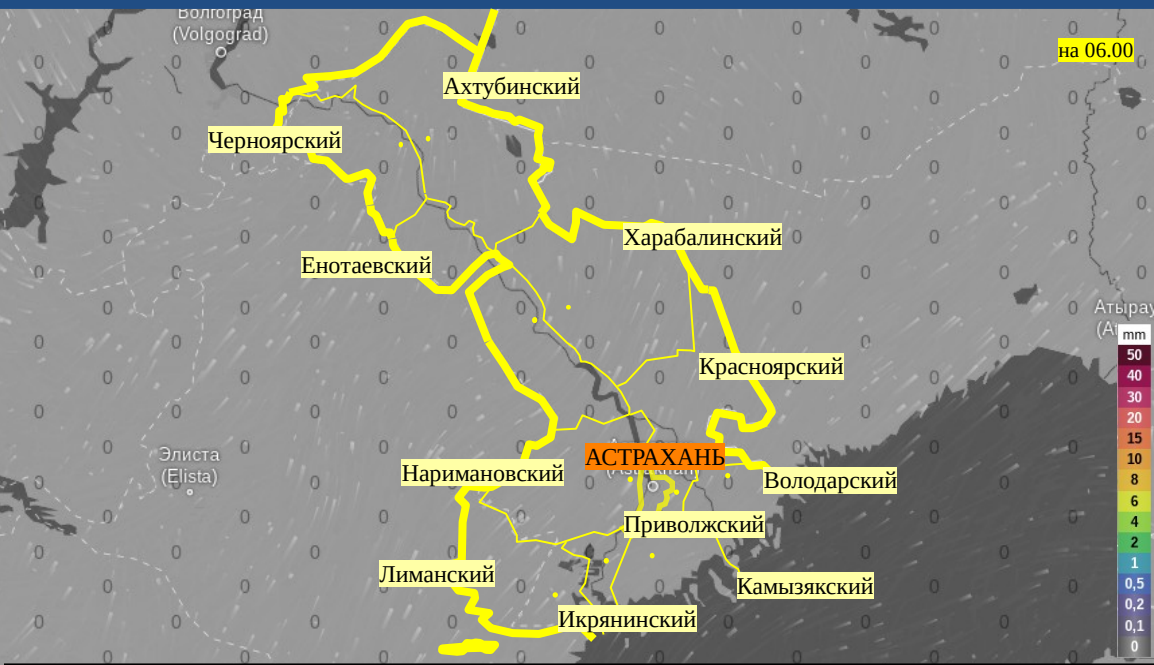 Волгоград
(Volgograd)
на 06.00
Ахтубинский
Черноярский
Харабалинский
Енотаевский
Атырау
mm
50
40
30
20
15
10
8
6
4
2
1
0,5
0,2
0,1
0
Красноярский
Элиста
(Elista)
АСТРАХАНЬ
Наримановский
Володарский
Приволжский
Лиманский
Камызякский
Икрянинский